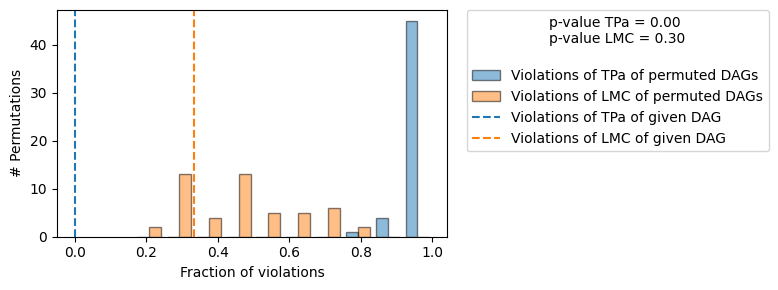 p-value TPa = 0.00
p-value LMC = 0.30
Violations of TPa of permuted DAGs
Violations of LMC of permuted DAGs
Violations of TPa of given DAG
Violations of LMC of given DAG
# Permutations
40
30
20
10
0
0.0 0.2 0.4 0.6 0.8 1.0
Fraction of violations